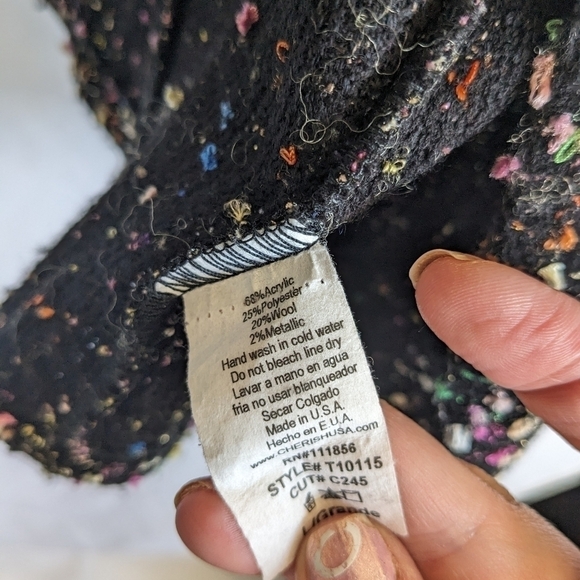 68%Acrylic
25%Polyester
20%Wool
2%Metallic
Hand wash in cold water
Do not bleach line dry
Lavar a mano en agua
fria no usar blanqueador
Secar Colgado
Made in U.S.A.
Hecho en E.U.A.
www.CHERISHUSA.COM
RN#111856
STYLE# T10115
CUT# C245
L/Grande